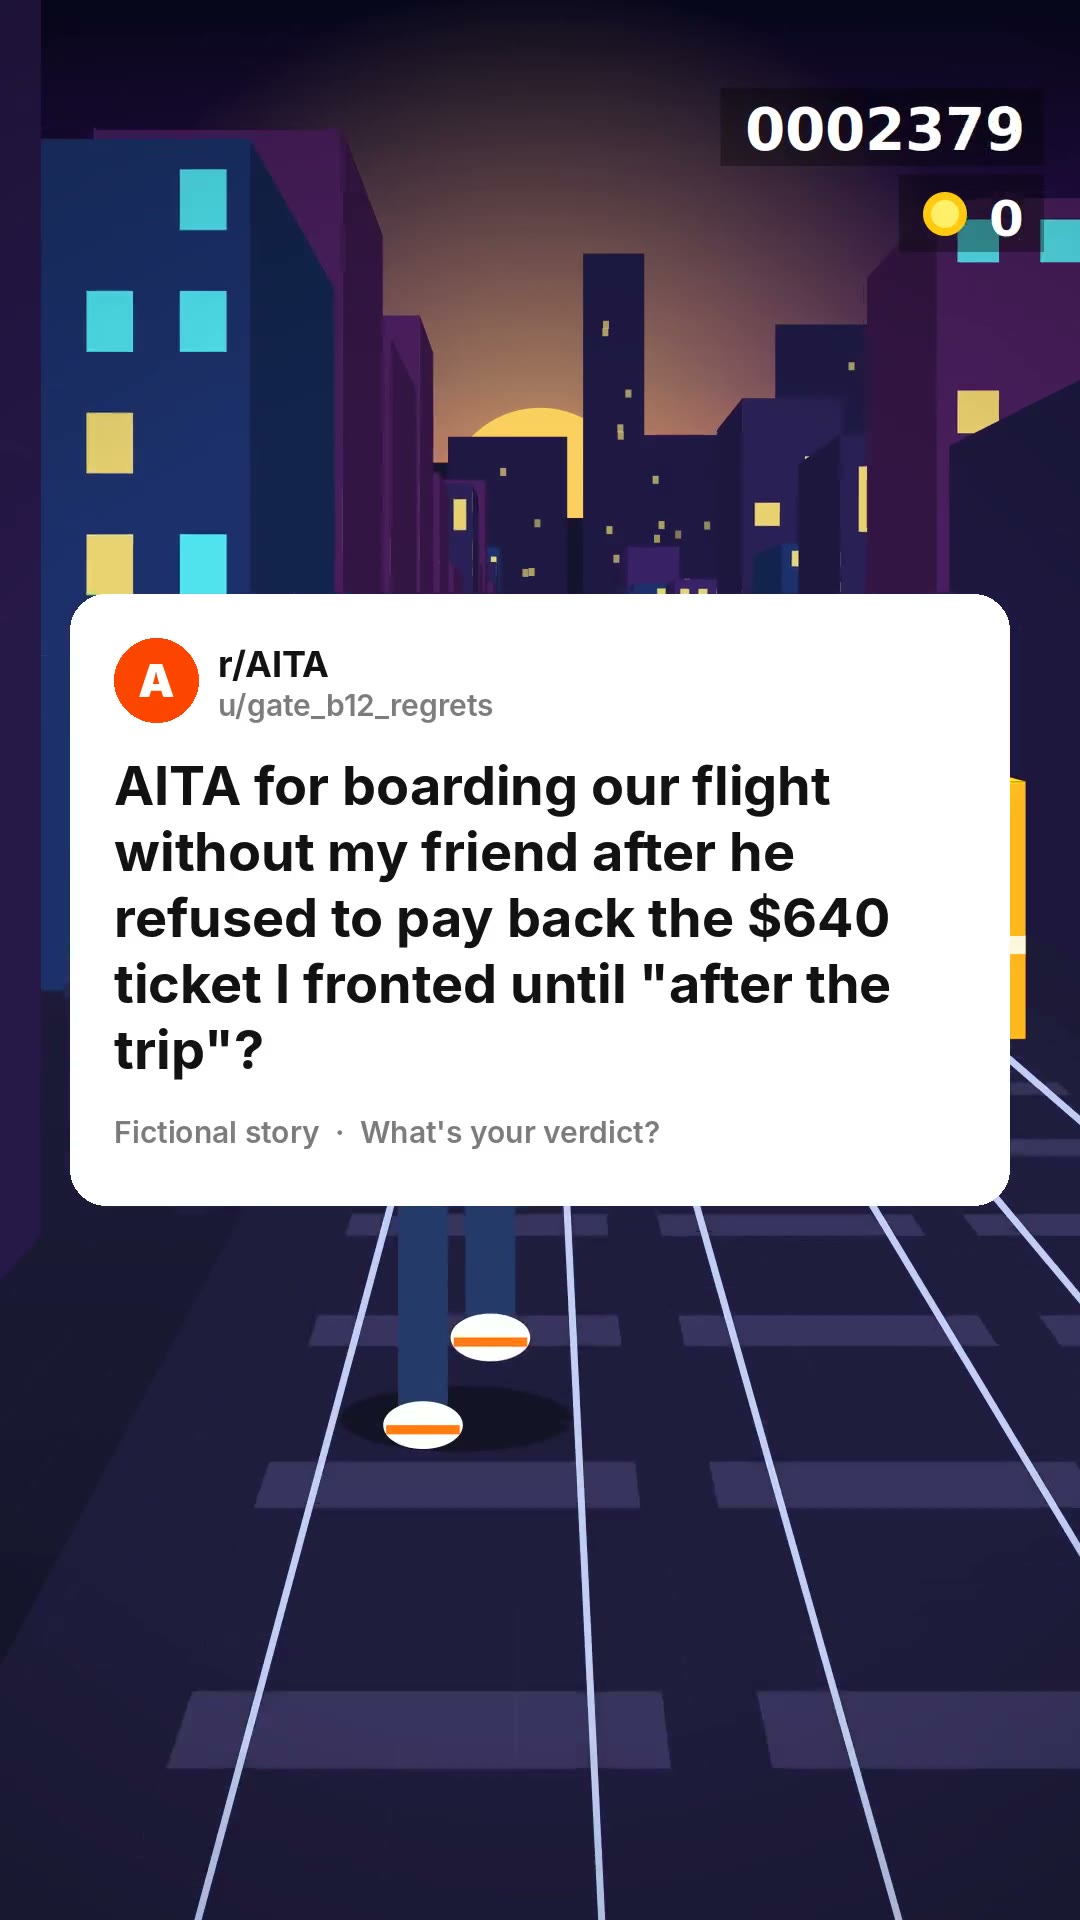 0002379
0
A
r/AITA
u/gate_b12_regrets
AITA for boarding our flight
without my friend after he
refused to pay back the $640
ticket I fronted until "after the
trip"?
Fictional story · What's your verdict?